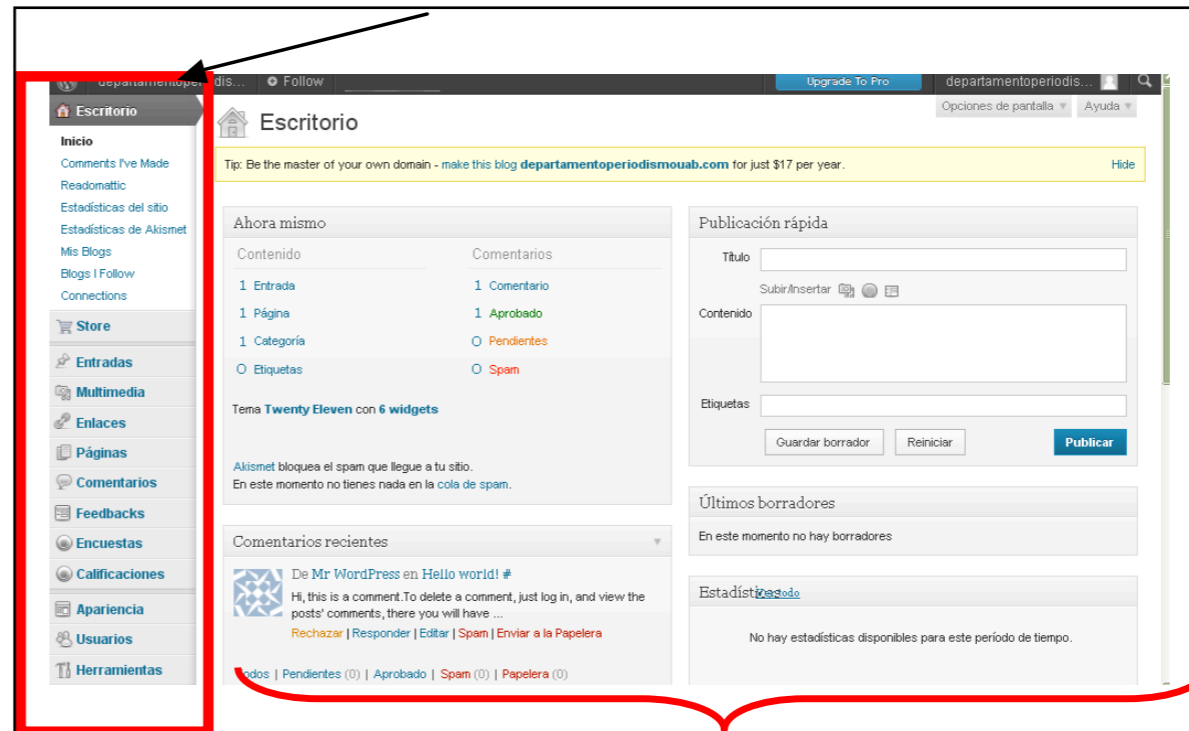 departamentoperiodis... Follow Upgrade To Pro departamentoperiodis...
Escritorio
Opciones de pantalla Ayuda
Escritorio
Inicio
Comments I've Made
Readomattic
Estadísticas del sitio
Estadísticas de Akismet
Mis Blogs
Blogs I Follow
Connections
Store
Entradas
Multimedia
Enlaces
Páginas
Comentarios
Feedbacks
Encuestas
Calificaciones
Apariencia
Usuarios
Herramientas
Tip: Be the master of your own domain - make this blog departamentoperiodismouab.com for just $17 per year. Hide
Ahora mismo
Contenido Comentarios
1 Entrada 1 Comentario
1 Página 1 Aprobado
1 Categoría 0 Pendientes
0 Etiquetas 0 Spam
Tema Twenty Eleven con 6 widgets
Akismet bloquea el spam que llegue a tu sitio.
En este momento no tienes nada en la cola de spam.
Comentarios recientes
De Mr WordPress en Hello world! #
Hi, this is a comment.To delete a comment, just log in, and view the
posts' comments, there you will have ...
Rechazar | Responder | Editar | Spam | Enviar a la Papelera
Todos | Pendientes (0) | Aprobado | Spam (0) | Papelera (0)
Publicación rápida
Título
Subir/Insertar
Contenido
Etiquetas
Guardar borrador Reiniciar Publicar
Últimos borradores
En este momento no hay borradores
Estadísticas
No hay estadísticas disponibles para este período de tiempo.